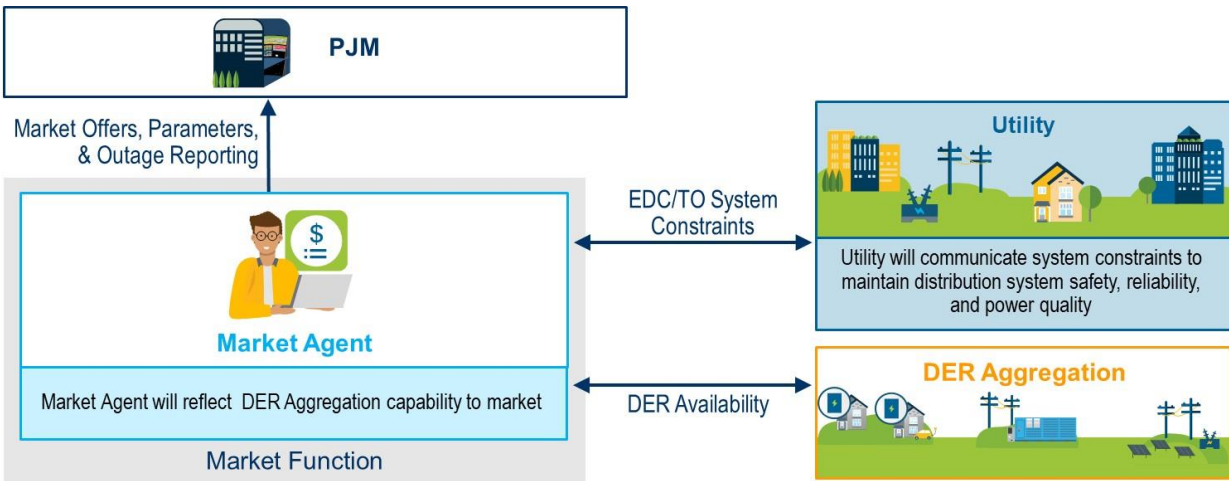 PJM
Market Offers, Parameters,
& Outage Reporting
$
Market Agent
Market Agent will reflect DER Aggregation capability to market
Market Function
EDC/TO System
Constraints
DER Availability
Utility
Utility will communicate system constraints to
maintain distribution system safety, reliability,
and power quality
DER Aggregation